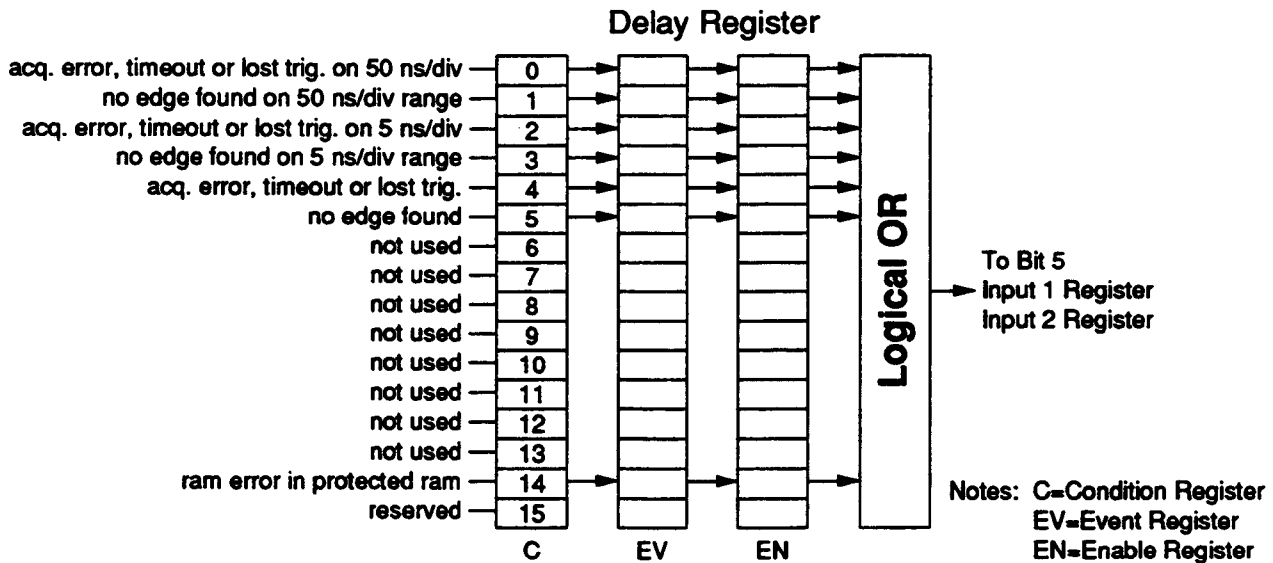 Delay Register
acq. error, timeout or lost trig. on 50 ns/div 0
no edge found on 50 ns/div range 1
acq. error, timeout or lost trig. on 5 ns/div 2
no edge found on 5 ns/div range 3
acq. error, timeout or lost trig. 4
no edge found 5
not used 6
not used 7
not used 8
not used 9
not used 10
not used 11
not used 12
not used 13
ram error in protected ram 14
reserved 15
C EV EN
Logical OR
To Bit 5
Input 1 Register
Input 2 Register
Notes: C=Condition Register
EV=Event Register
EN=Enable Register